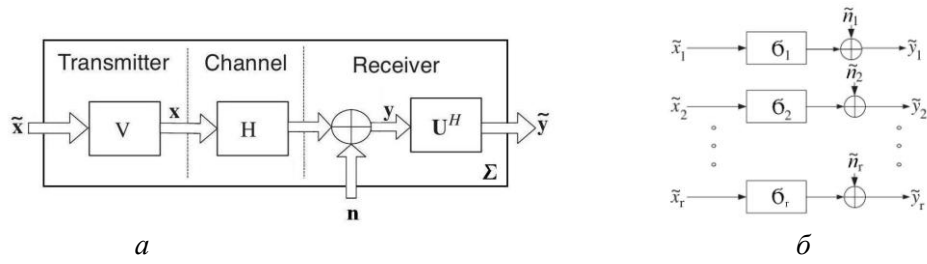 Transmitter Channel Receiver
x̃ V x H y U^H ỹ
Σ
n
а
ñ₁
x̃₁ б₁ ỹ₁
ñ₂
x̃₂ б₂ ỹ₂
ñᵣ
x̃ᵣ бᵣ ỹᵣ
б